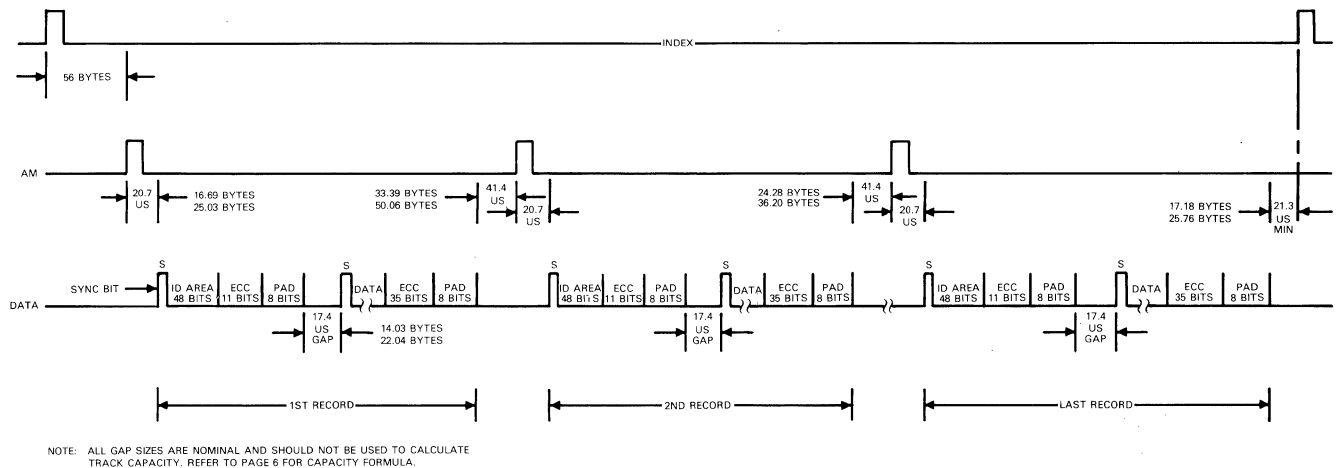 INDEX
56 BYTES
AM
20.7
US
16.69 BYTES
25.03 BYTES
33.39 BYTES
50.06 BYTES
41.4
US
20.7
US
24.28 BYTES
36.20 BYTES
41.4
US
20.7
US
17.18 BYTES
25.76 BYTES
21.3
US
MIN
DATA
SYNC BIT
S
ID AREA
48 BITS
ECC
11 BITS
PAD
8 BITS
S
DATA
ECC
35 BITS
PAD
8 BITS
17.4
US
GAP
14.03 BYTES
22.04 BYTES
S
ID AREA
48 BITS
ECC
11 BITS
PAD
8 BITS
S
DATA
ECC
35 BITS
PAD
8 BITS
17.4
US
GAP
S
ID AREA
48 BITS
ECC
11 BITS
PAD
8 BITS
S
DATA
ECC
35 BITS
PAD
8 BITS
17.4
US
GAP
1ST RECORD
2ND RECORD
LAST RECORD
NOTE: ALL GAP SIZES ARE NOMINAL AND SHOULD NOT BE USED TO CALCULATE
TRACK CAPACITY. REFER TO PAGE 6 FOR CAPACITY FORMULA.